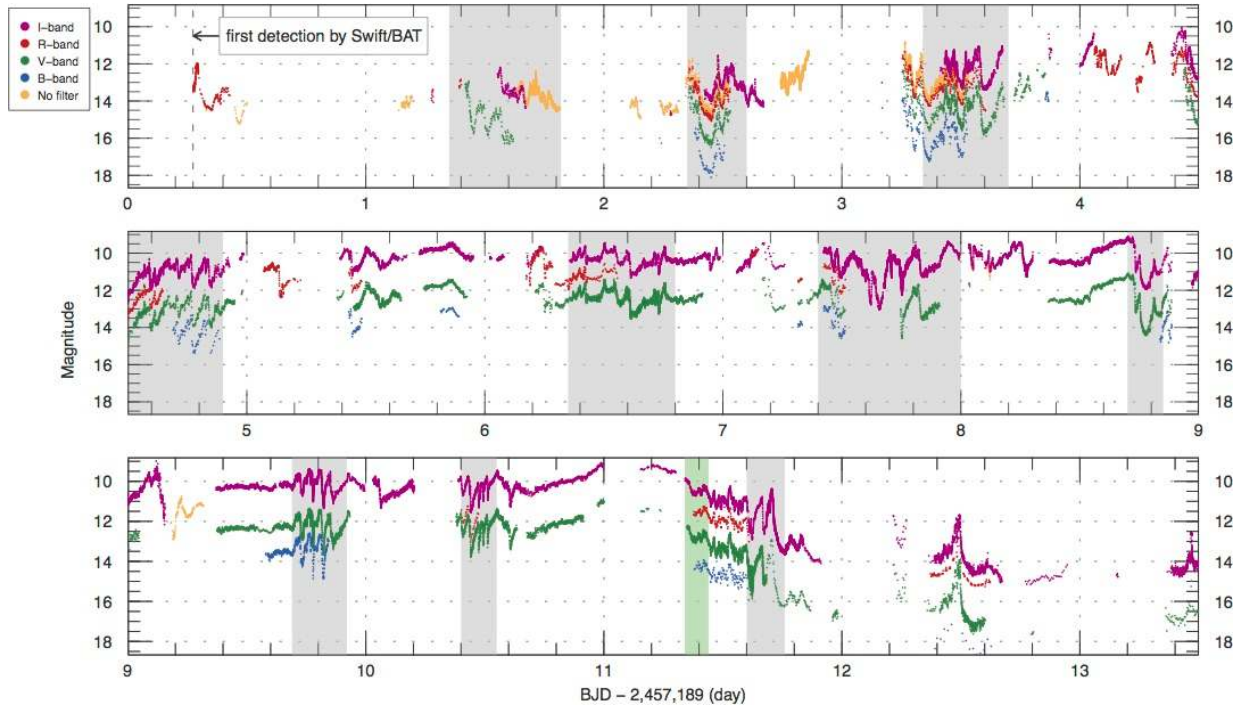 I-band
R-band
V-band
B-band
No filter
first detection by Swift/BAT
10 12 14 16 18
10 12 14 16 18
0 1 2 3 4
Magnitude
10 12 14 16 18
10 12 14 16 18
5 6 7 8 9
10 12 14 16 18
10 12 14 16 18
9 10 11 12 13
BJD − 2,457,189 (day)